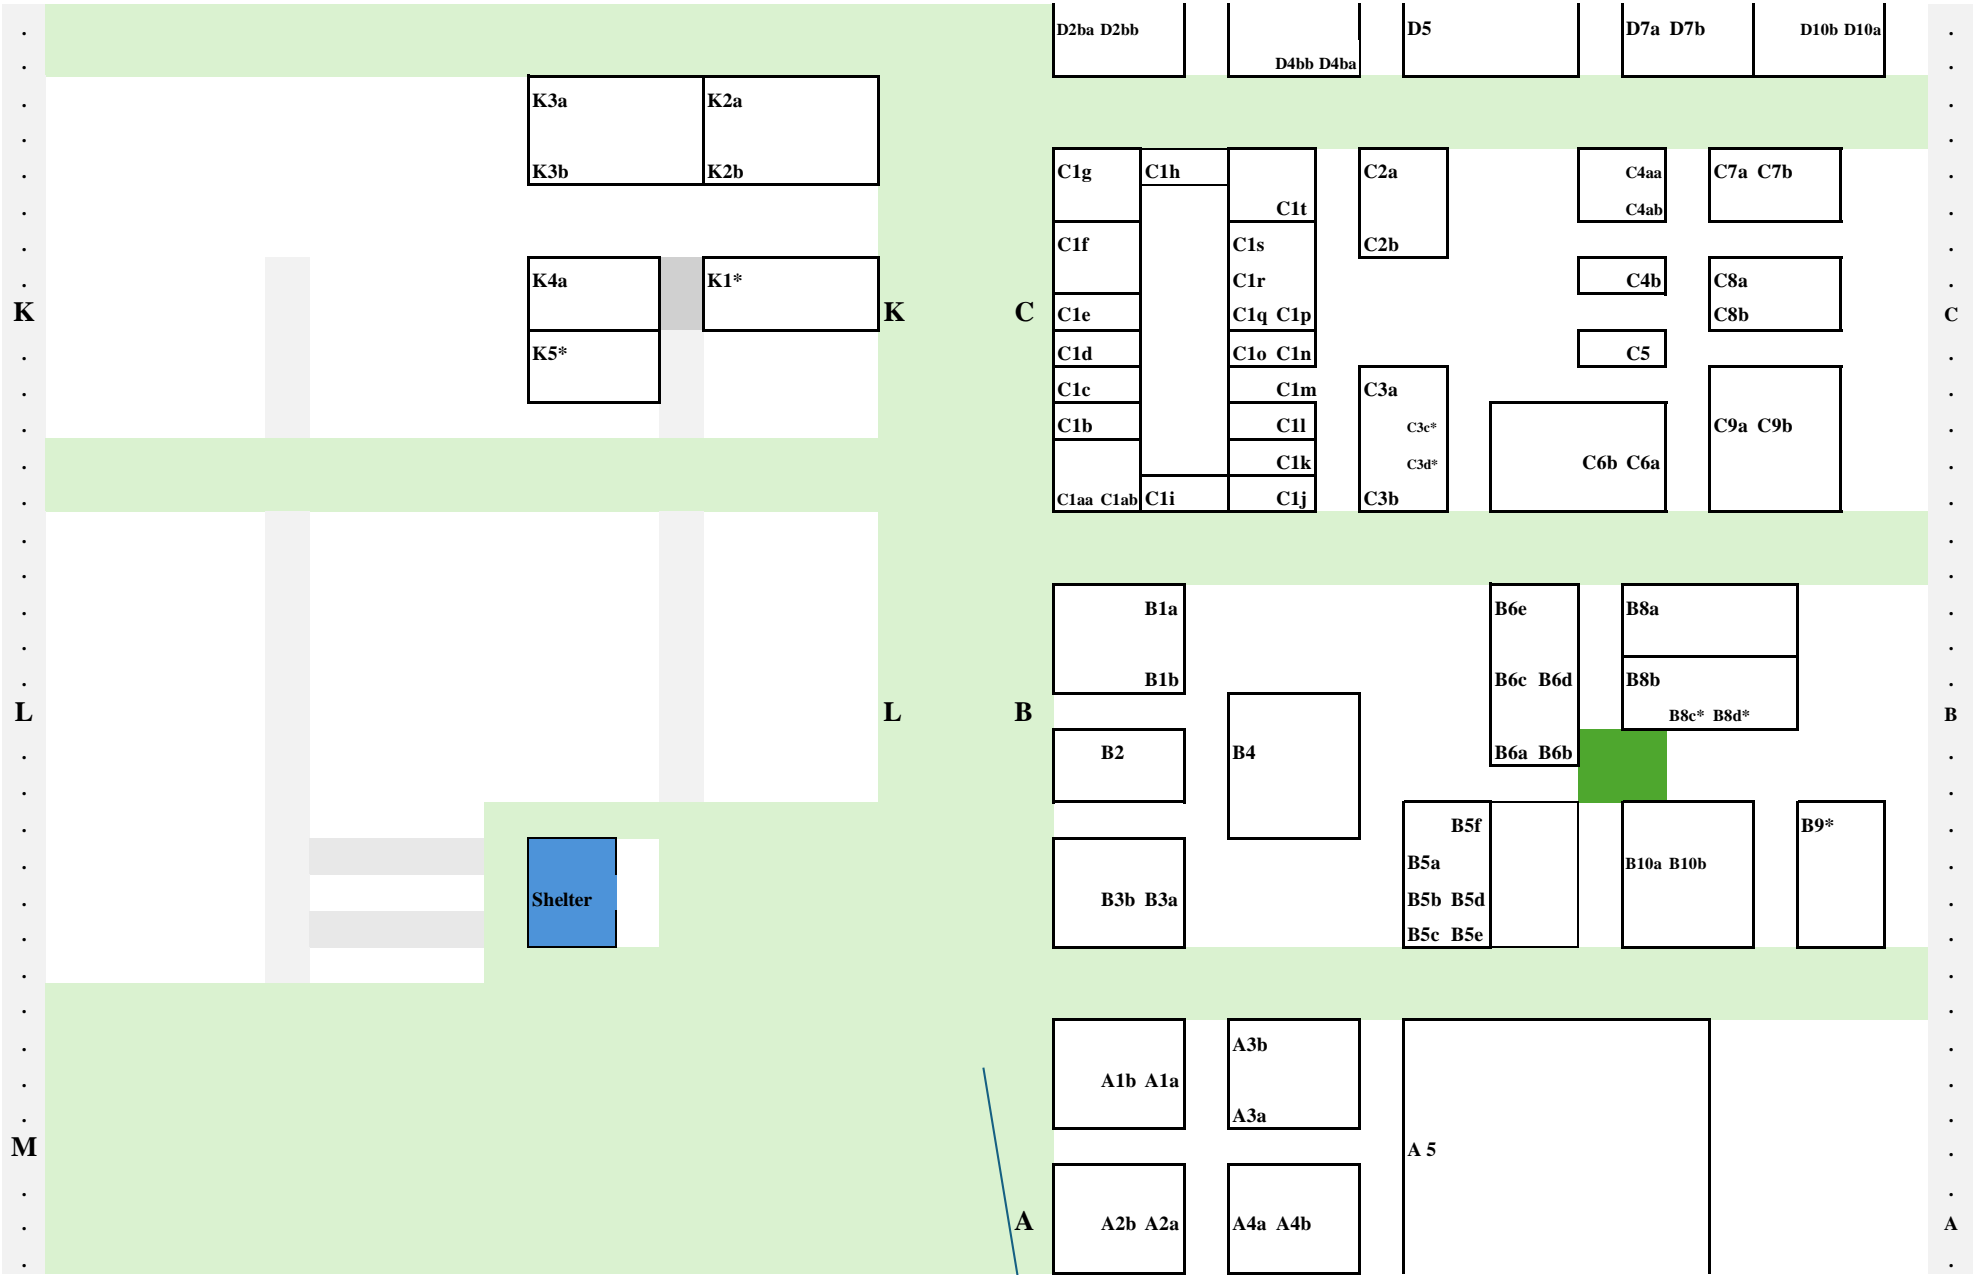 . D2ba D2bb D5 D7a D7b D10b D10a .
. D4bb D4ba .
. K3a K2a .
. .
. K3b K2b C1g C1h C2a C4aa C7a C7b .
. C1t C4ab .
. C1f C1s C2b .
. K4a K1* C1r C4b C8a .
K K C C1e C1q C1p C8b C
. K5* C1d C1o C1n C5 .
. C1c C1m C3a .
. C1b C1l C3c* C9a C9b .
. C1k C3d* C6b C6a .
. C1aa C1ab C1i C1j C3b .
. .
. .
. B1a B6e B8a .
. .
. B1b B6c B6d B8b .
L L B B8c* B8d* B
. B2 B4 B6a B6b .
. .
. B5f B9* .
. B5a B10a B10b .
. Shelter B3b B3a B5b B5d .
. B5c B5e .
. .
. .
. A3b .
. A1b A1a .
. A3a .
M A 5 .
. .
. A A2b A2a A4a A4b A
. .